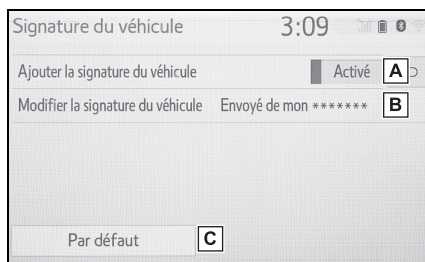 Signature du véhicule 3:09
Ajouter la signature du véhicule Activé A
Modifier la signature du véhicule Envoyé de mon ******* B
Par défaut C